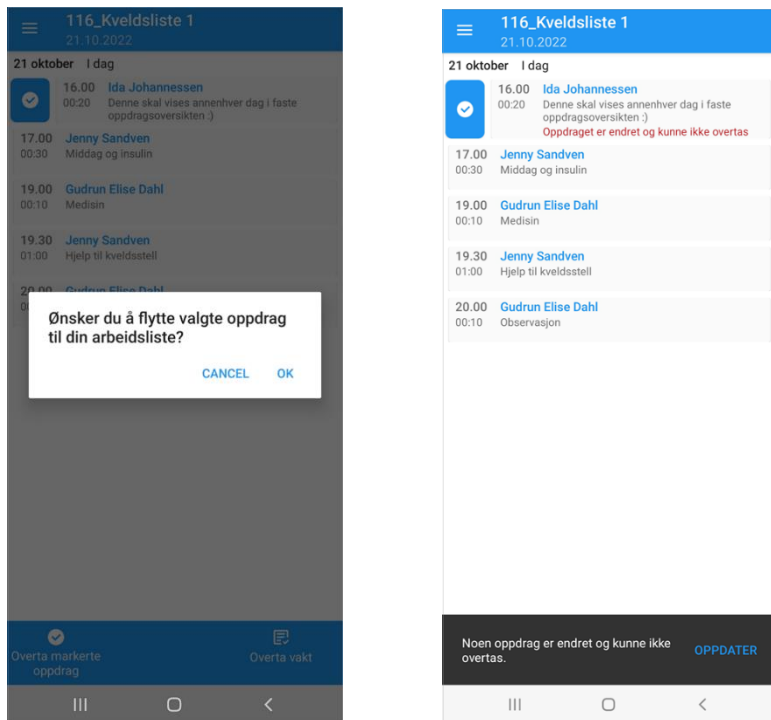 116_Kveldsliste 1
21.10.2022
21 oktober I dag
16.00 Ida Johannessen
00:20 Denne skal vises annenhver dag i faste
oppdragsoversikten :)
17.00 Jenny Sandven
00:30 Middag og insulin
19.00 Gudrun Elise Dahl
00:10 Medisin
19.30 Jenny Sandven
01:00 Hjelp til kveldsstell
20.00 Gudrun Elise Dahl
Ønsker du å flytte valgte oppdrag
til din arbeidsliste?
CANCEL OK
Overta markerte
oppdrag
Overta vakt
116_Kveldsliste 1
21.10.2022
21 oktober I dag
16.00 Ida Johannessen
00:20 Denne skal vises annenhver dag i faste
oppdragsoversikten :)
Oppdraget er endret og kunne ikke overtas
17.00 Jenny Sandven
00:30 Middag og insulin
19.00 Gudrun Elise Dahl
00:10 Medisin
19.30 Jenny Sandven
01:00 Hjelp til kveldsstell
20.00 Gudrun Elise Dahl
00:10 Observasjon
Noen oppdrag er endret og kunne ikke
overtas.
OPPDATER